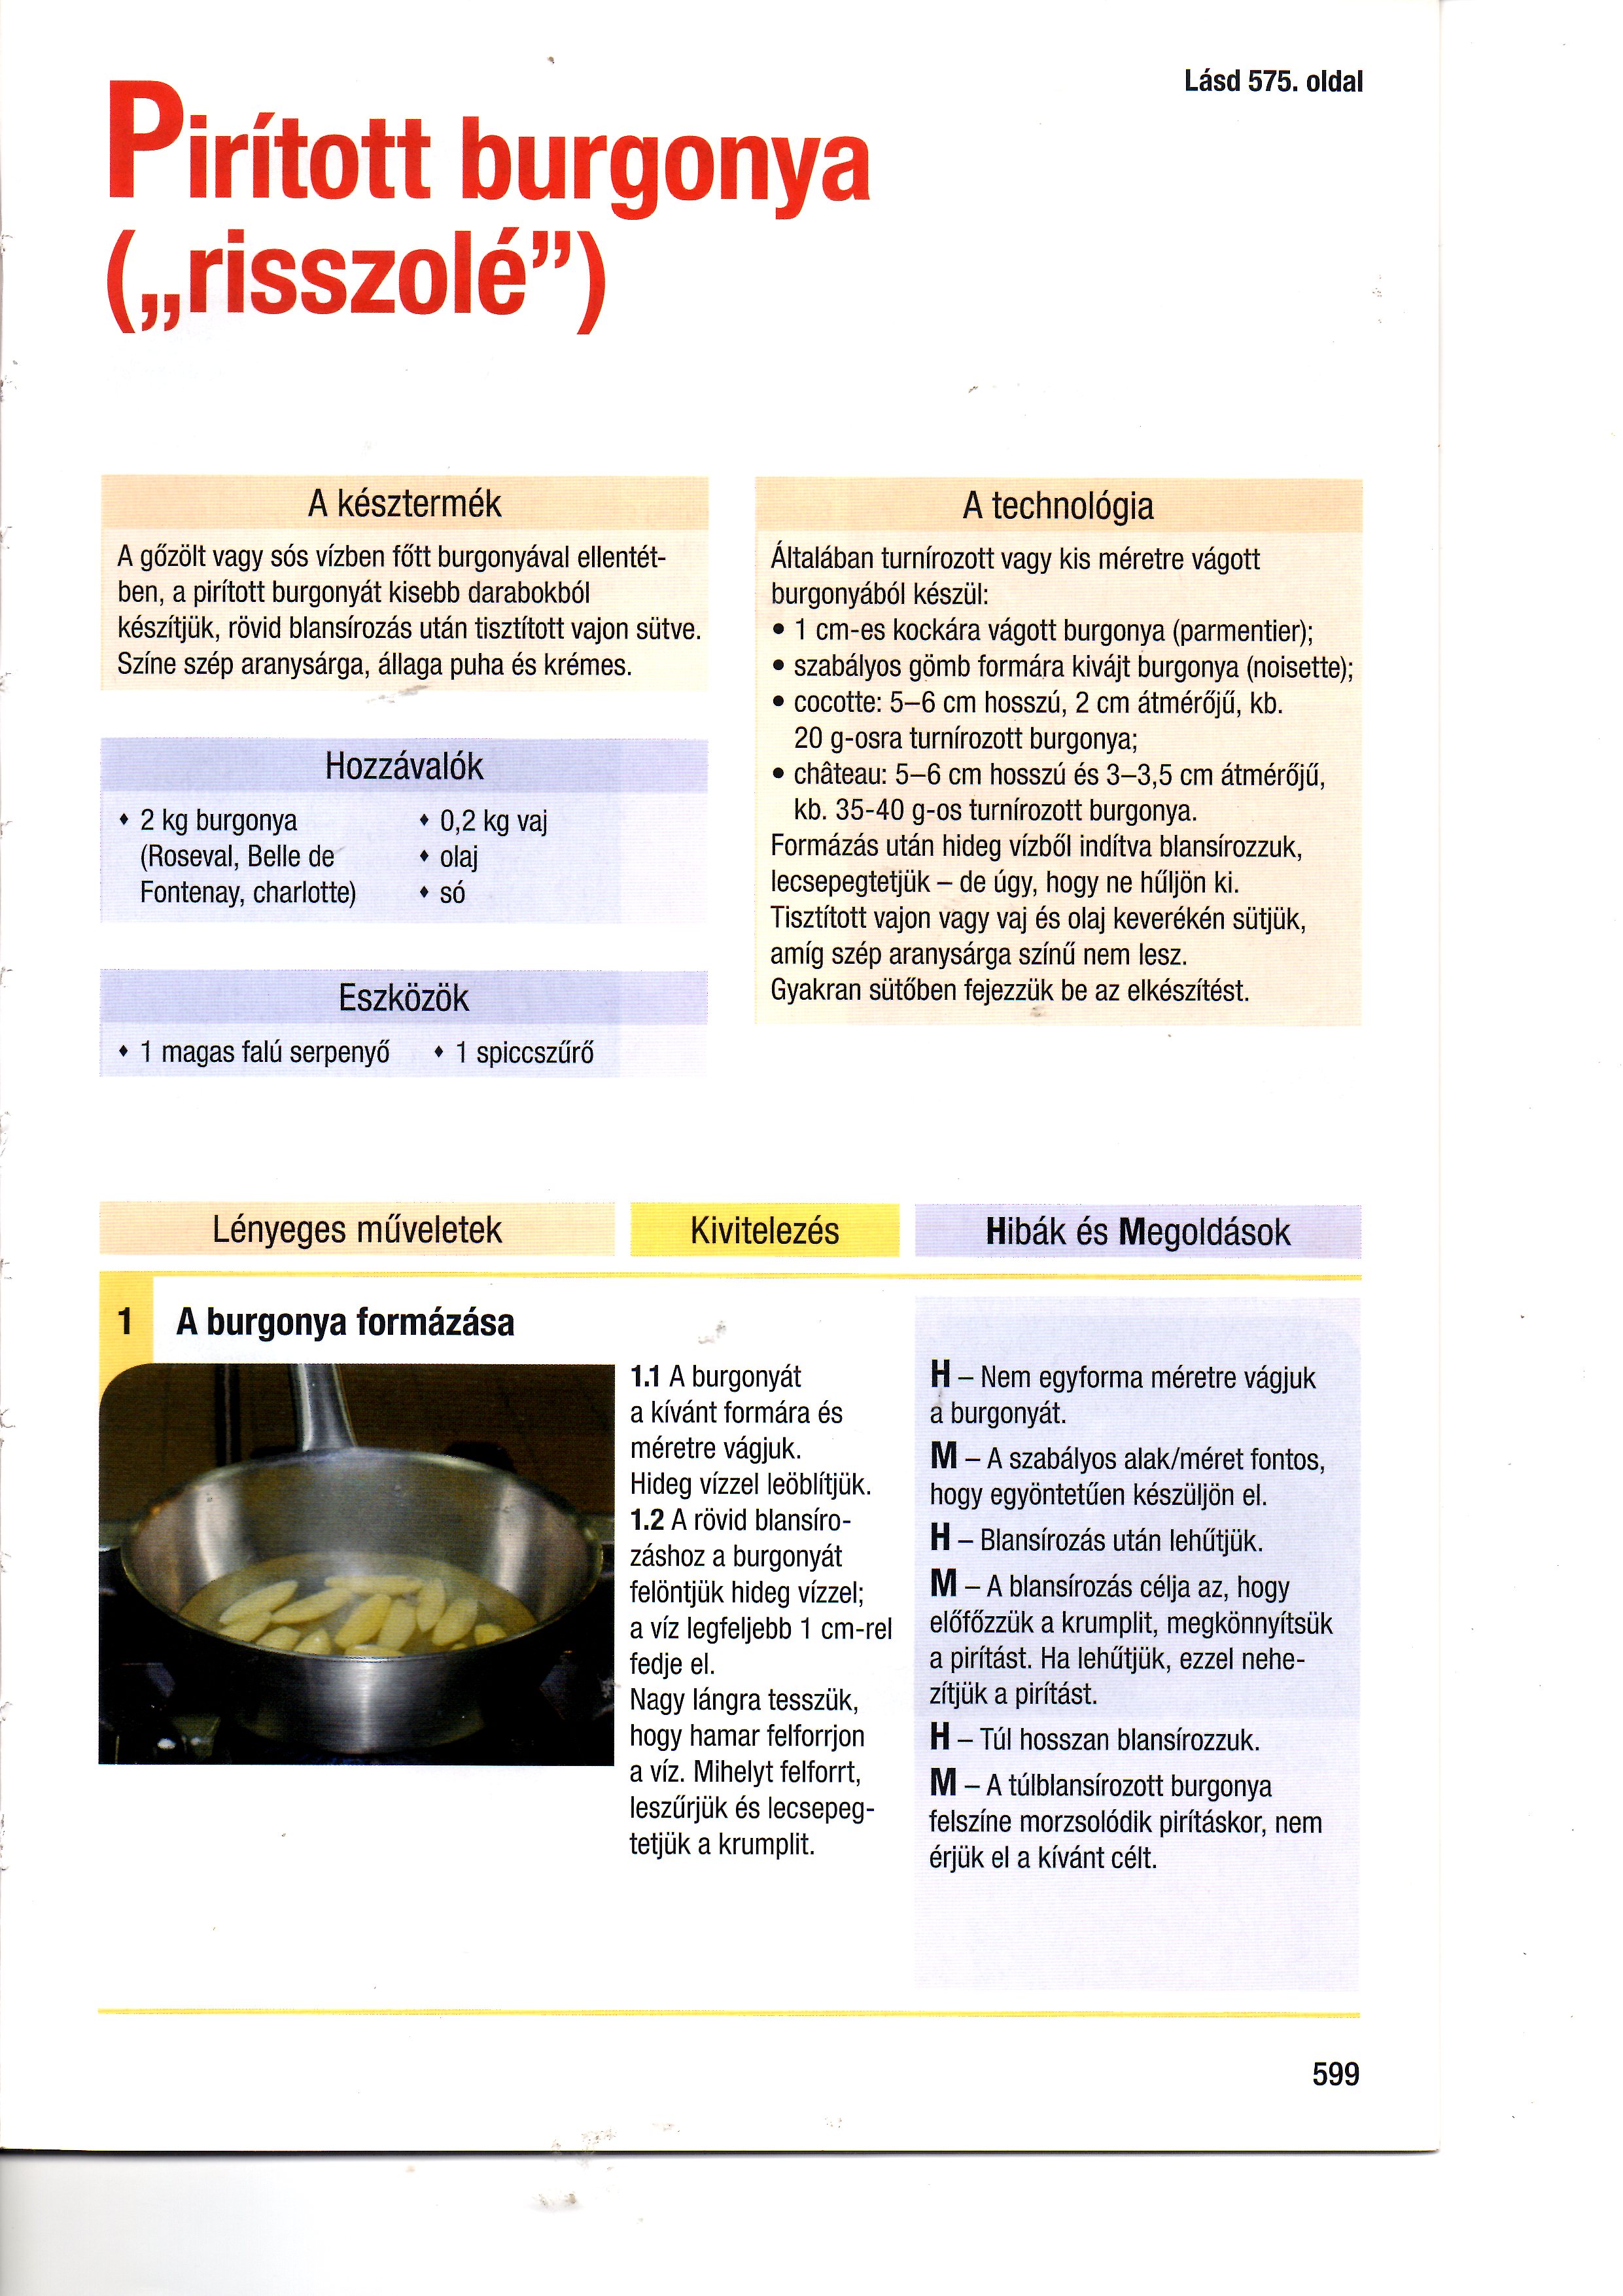 Lásd 575. oldal
Pirított burgonya
(„risszolé”)
A késztermék
A gőzölt vagy sós vízben főtt burgonyával ellentét-
ben, a pirított burgonyát kisebb darabokból
készítjük, rövid blansírozás után tisztított vajon sütve.
Színe szép aranysárga, állaga puha és krémes.
Hozzávalók
♦ 2 kg burgonya
(Roseval, Belle de
Fontenay, charlotte)
♦ 0,2 kg vaj
♦ olaj
♦ só
Eszközök
♦ 1 magas falú serpenyő ♦ 1 spiccszűrő
A technológia
Általában turnírozott vagy kis méretre vágott
burgonyából készül:
• 1 cm-es kockára vágott burgonya (parmentier);
• szabályos gömb formára kivájt burgonya (noisette);
• cocotte: 5–6 cm hosszú, 2 cm átmérőjű, kb.
20 g-osra turnírozott burgonya;
• château: 5–6 cm hosszú és 3–3,5 cm átmérőjű,
kb. 35-40 g-os turnírozott burgonya.
Formázás után hideg vízből indítva blansírozzuk,
lecsepegtetjük – de úgy, hogy ne hűljön ki.
Tisztított vajon vagy vaj és olaj keverékén sütjük,
amíg szép aranysárga színű nem lesz.
Gyakran sütőben fejezzük be az elkészítést.
Lényeges műveletek
Kivitelezés
Hibák és Megoldások
1 A burgonya formázása
1.1 A burgonyát
a kívánt formára és
méretre vágjuk.
Hideg vízzel leöblítjük.
1.2 A rövid blansíro-
záshoz a burgonyát
felöntjük hideg vízzel;
a víz legfeljebb 1 cm-rel
fedje el.
Nagy lángra tesszük,
hogy hamar felforrjon
a víz. Mihelyt felforrt,
leszűrjük és lecsepeg-
tetjük a krumplit.
H – Nem egyforma méretre vágjuk
a burgonyát.
M – A szabályos alak/méret fontos,
hogy egyöntetűen készüljön el.
H – Blansírozás után lehűtjük.
M – A blansírozás célja az, hogy
előfőzzük a krumplit, megkönnyítsük
a pirítást. Ha lehűtjük, ezzel nehe-
zítjük a pirítást.
H – Túl hosszan blansírozzuk.
M – A túlblansírozott burgonya
felszíne morzsolódik pirításkor, nem
érjük el a kívánt célt.
599